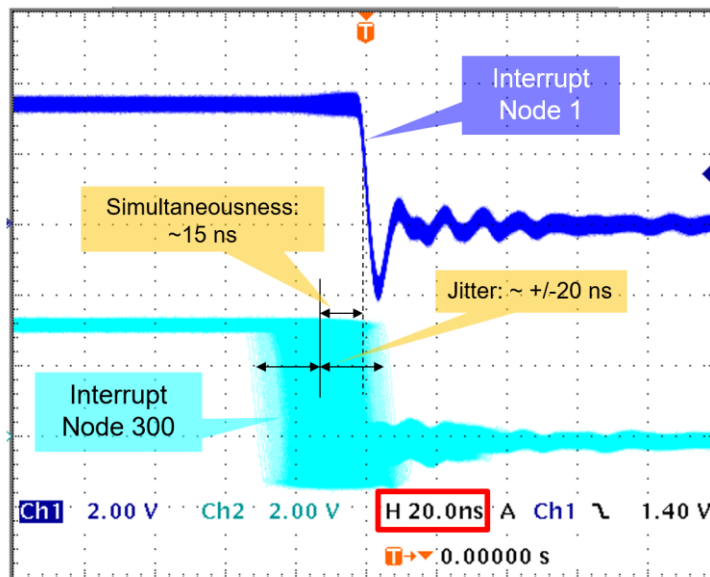 T
Interrupt
Node 1
Simultaneousness:
~15 ns
Jitter: ~ +/-20 ns
Interrupt
Node 300
Ch1 2.00 V Ch2 2.00 V H 20.0ns A Ch1 1.40 V
T 0.00000 s